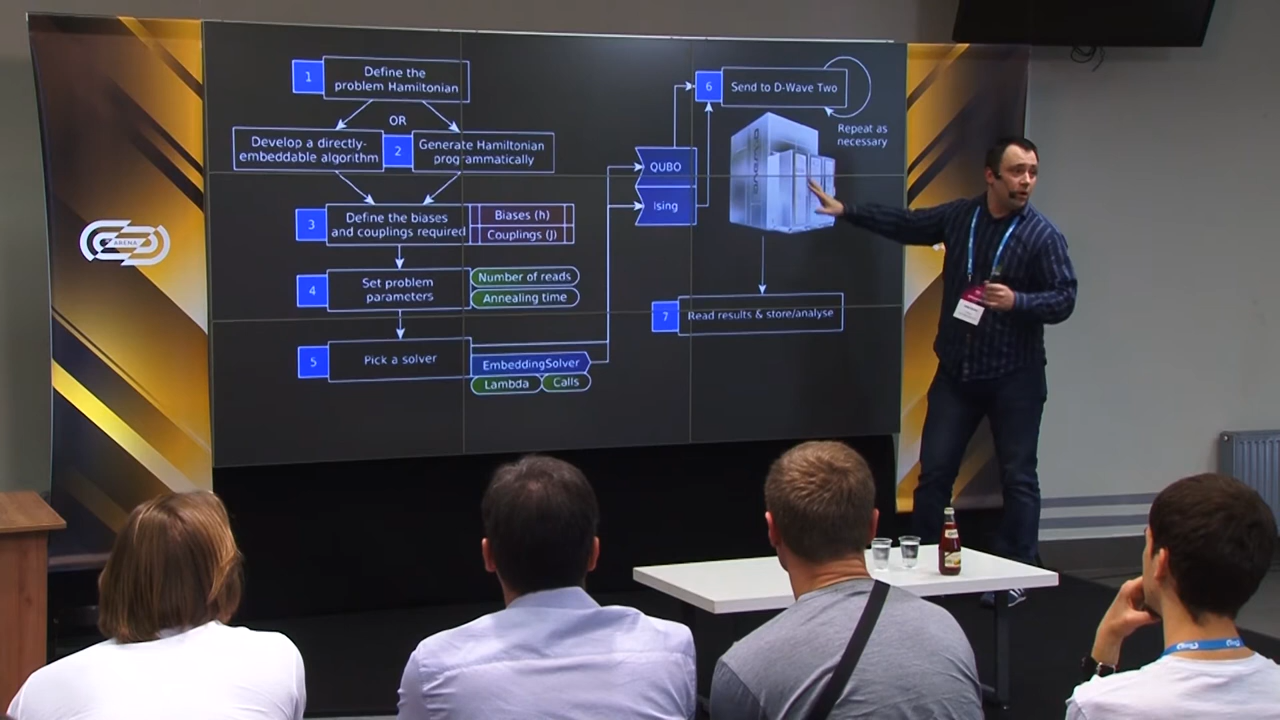 1
Define the
problem Hamiltonian
OR
Develop a directly-
embeddable algorithm
2
Generate Hamiltonian
programmatically
3
Define the biases
and couplings required
Biases (h)
Couplings (J)
4
Set problem
parameters
Number of reads
Annealing time
5
Pick a solver
EmbeddingSolver
Lambda
Calls
QUBO
Ising
6
Send to D-Wave Two
Repeat as
necessary
7
Read results & store/analyse
ARENA